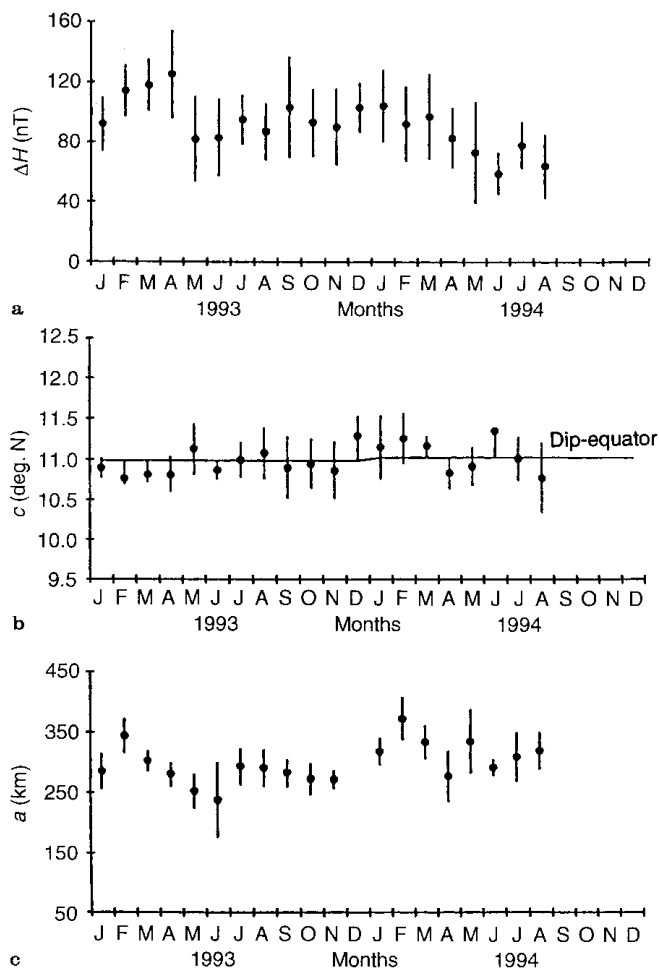 160
120
80
40
0
ΔH (nT)
J F M A M J J A S O N D J F M A M J J A S O N D
a 1993 Months 1994
12.5
12.0
11.5
11.0
10.5
10.0
9.5
c (deg. N)
Dip-equator
J F M A M J J A S O N D J F M A M J J A S O N D
b 1993 Months 1994
450
350
250
150
50
a (km)
J F M A M J J A S O N D J F M A M J J A S O N D
c 1993 Months 1994